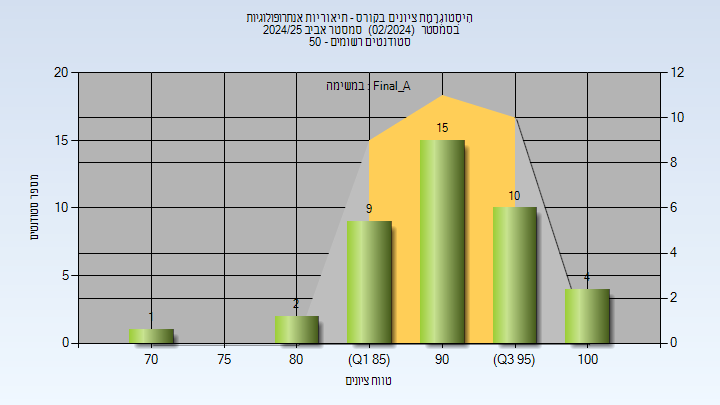 היסטוגרמת ציונים בקורס - תיאוריות אנתרופולוגיות
בסמסטר (02/2024) סמסטר אביב 2024/25
סטודנטים רשומים - 50
במשימה : Final_A
20 12
15 10
10 8
5 6
0 4
2
0
מספר סטודנטים
1 2 9 15 10 4
70 75 80 (Q1 85) 90 (Q3 95) 100
טווח ציונים